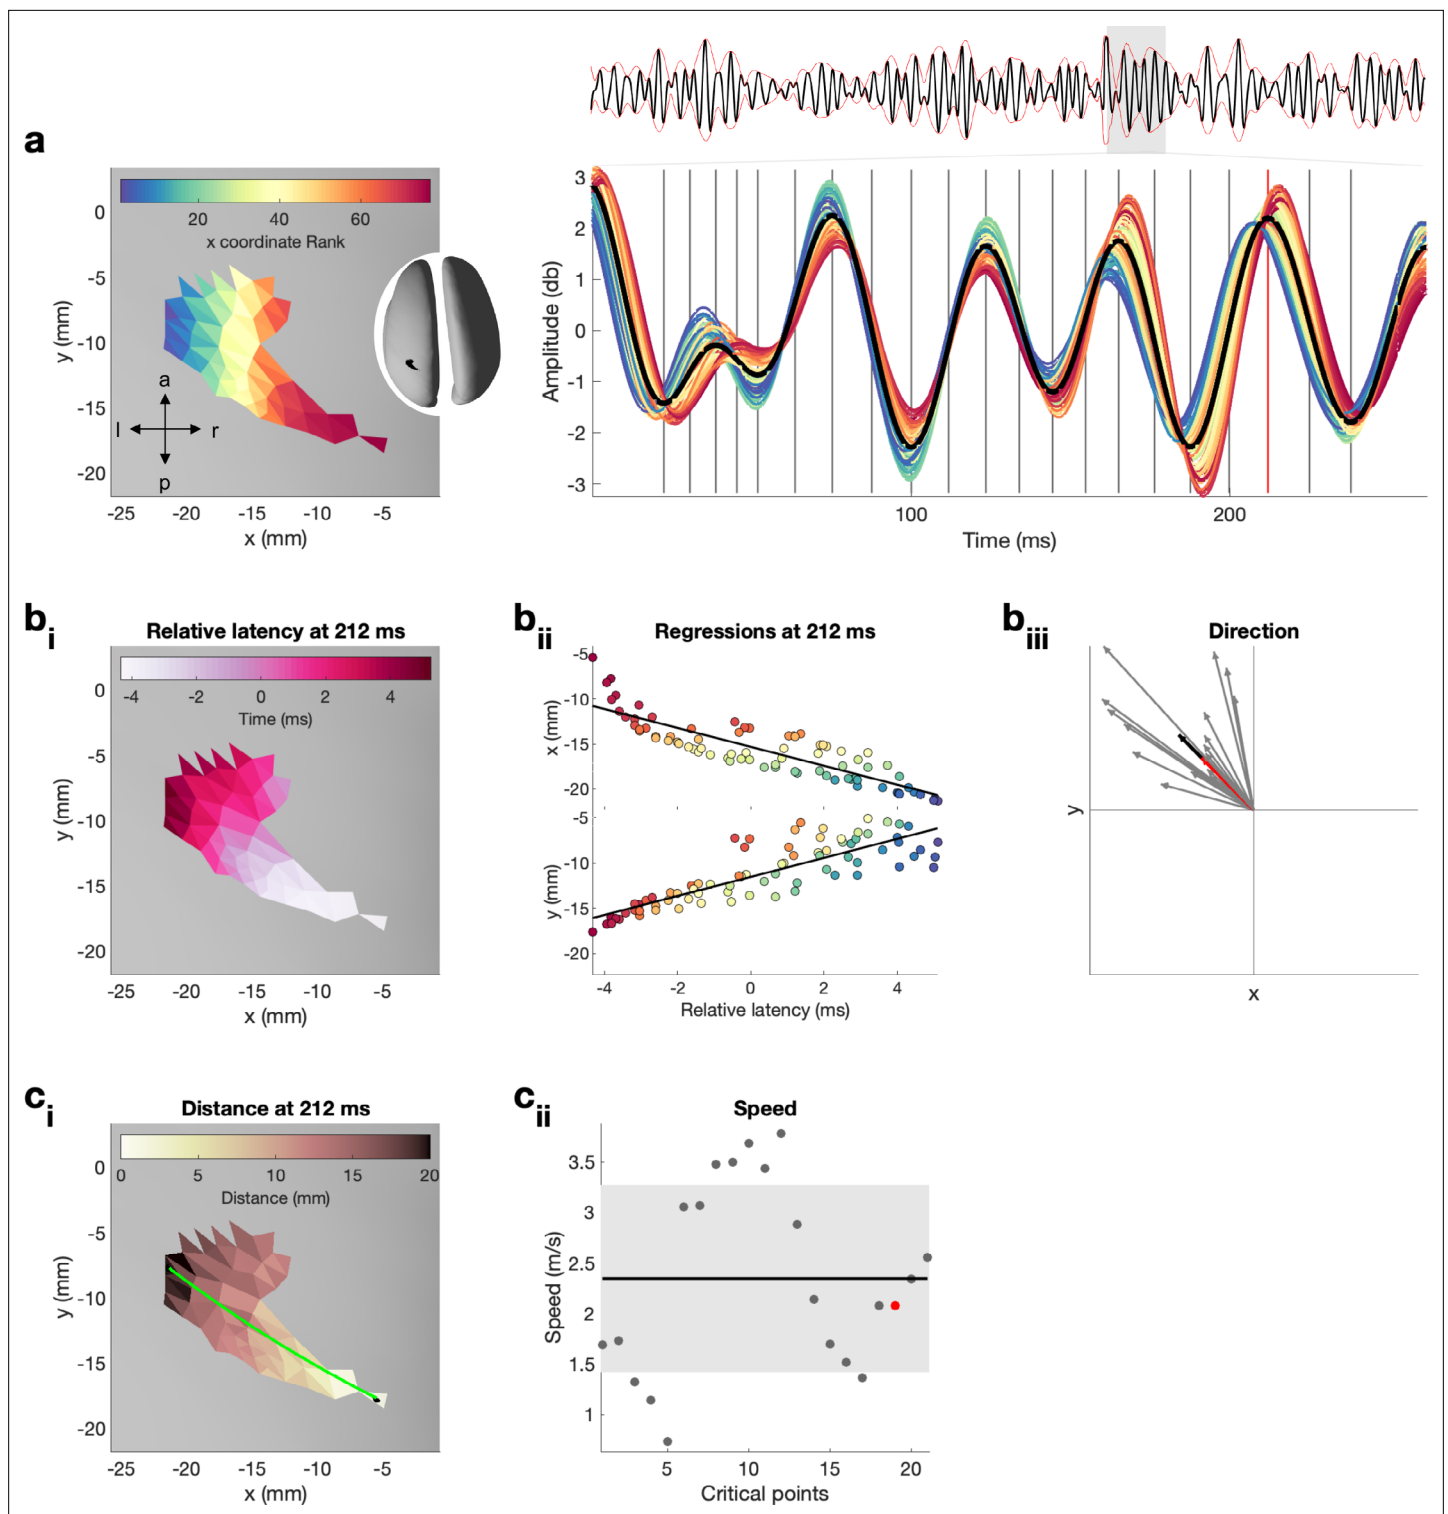 a
20
40
60
x coordinate Rank
0
-5
-10
-15
-20
y (mm)
a
l
r
p
-25
-20
-15
-10
-5
x (mm)
3
2
1
0
-1
-2
-3
Amplitude (db)
100
200
Time (ms)
bi
Relative latency at 212 ms
-4
-2
0
2
4
Time (ms)
0
-5
-10
-15
-20
y (mm)
-25
-20
-15
-10
-5
x (mm)
bii
Regressions at 212 ms
-5
-10
-15
-20
x (mm)
-5
-10
-15
-20
y (mm)
-4
-2
0
2
4
Relative latency (ms)
biii
Direction
y
x
ci
Distance at 212 ms
0
5
10
15
20
Distance (mm)
0
-5
-10
-15
-20
y (mm)
-25
-20
-15
-10
-5
x (mm)
cii
Speed
3.5
3
2.5
2
1.5
1
Speed (m/s)
5
10
15
20
Critical points